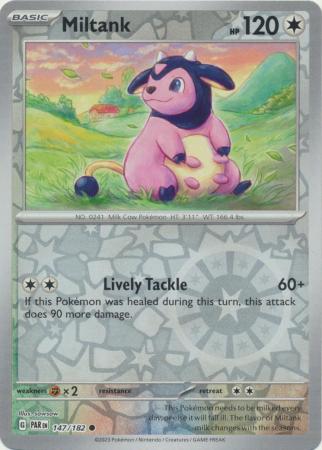 BASIC
Miltank
HP 120
NO. 0241 Milk Cow Pokémon HT: 3'11" WT: 166.4 lbs
Lively Tackle 60+
If this Pokémon was healed during this turn, this attack
does 90 more damage.
weakness ×2 resistance retreat
Illus. sowsow
G PAR EN 147/182
This Pokémon needs to be milked every
day, or else it will fall ill. The flavor of Miltank
milk changes with the seasons.
©2023 Pokémon / Nintendo / Creatures / GAME FREAK